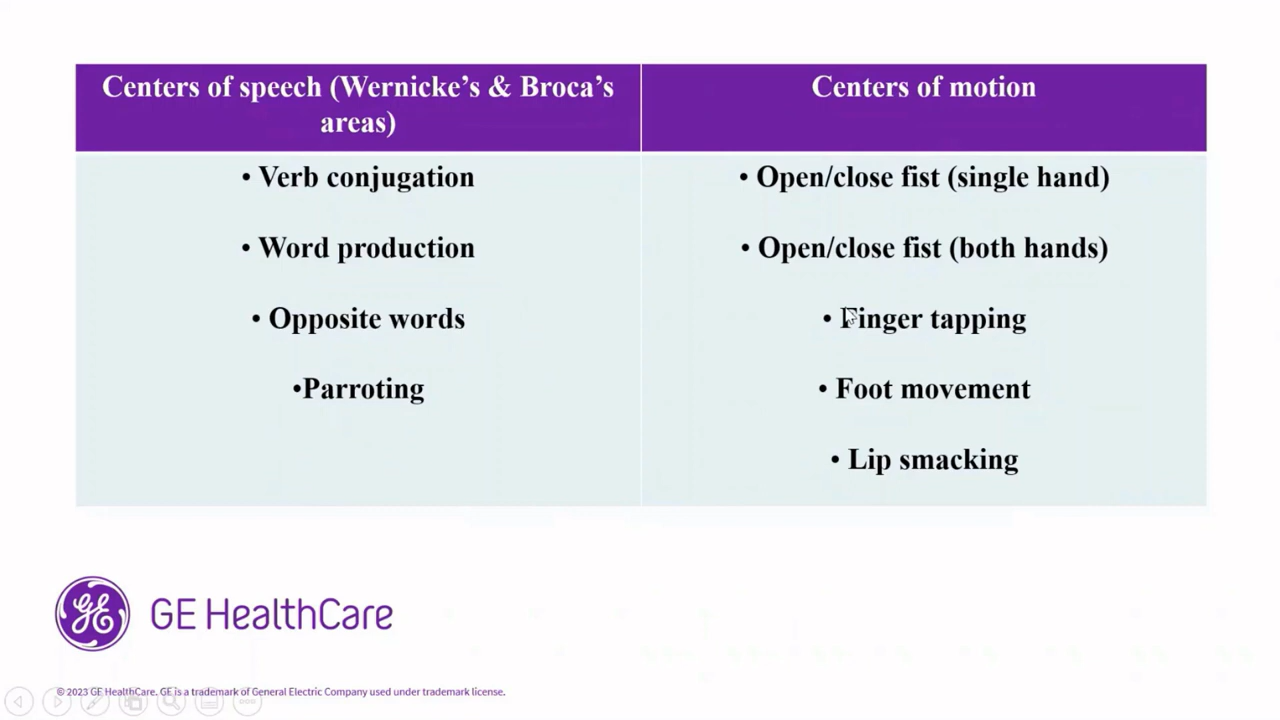 Centers of speech (Wernicke’s & Broca’s
areas)
Centers of motion
• Verb conjugation
• Word production
• Opposite words
•Parroting
• Open/close fist (single hand)
• Open/close fist (both hands)
• Finger tapping
• Foot movement
• Lip smacking
GE HealthCare
© 2023 GE HealthCare. GE is a trademark of General Electric Company used under trademark license.